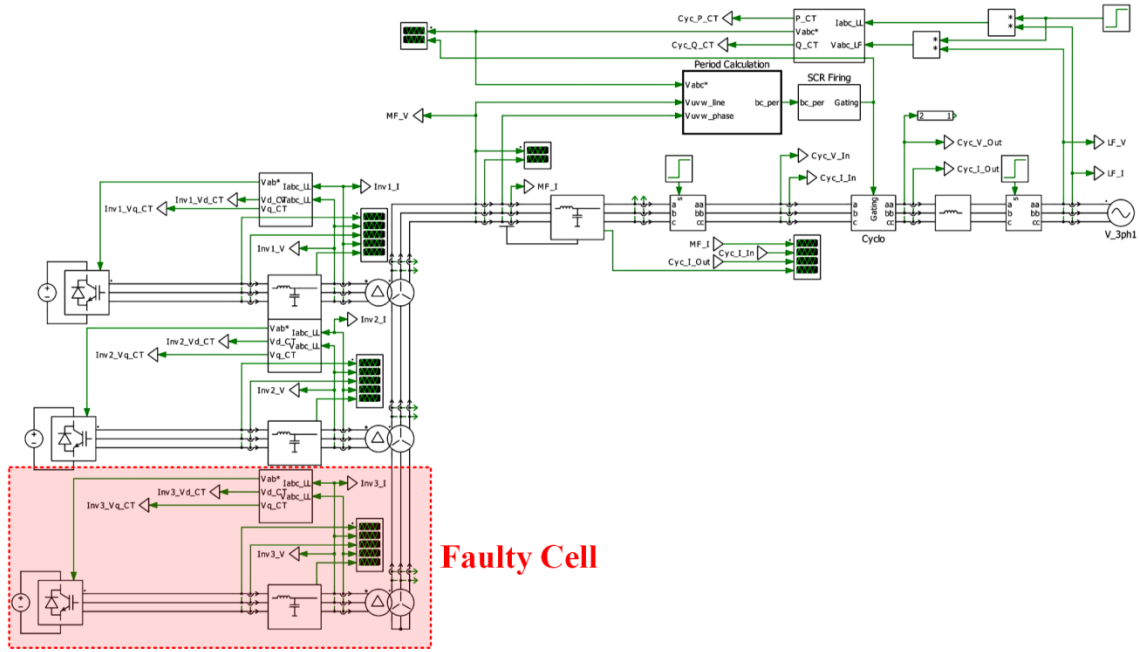 Cyc_P_CT
P_CT
Iabc_LL
Vabc*
Cyc_Q_CT
Q_CT
Vabc_LF
Period Calculation
SCR Firing
Vabc*
Vuvw_line
bc_per
bc_per
Gating
Vuvw_phase
MF_V
2
1
Cyc_V_Out
LF_V
Cyc_V_In
Cyc_I_Out
Cyc_I_In
LF_I
MF_I
s
s
a
aa
b
bb
c
cc
Gating
a
aa
b
bb
c
cc
a
aa
b
bb
c
cc
Cyclo
V_3ph1
MF_I
Cyc_I_In
Cyc_I_Out
Vab*
Iabc_LL
Inv1_I
Inv1_Vd_CT
Vd_CT
Vabc_LL
Inv1_Vq_CT
Vq_CT
Inv1_V
Vab*
Iabc_LL
Inv2_I
Inv2_Vd_CT
Vd_CT
Vabc_LL
Inv2_Vq_CT
Vq_CT
Inv2_V
Vab*
Iabc_LL
Inv3_I
Inv3_Vd_CT
Vd_CT
Vabc_LL
Inv3_Vq_CT
Vq_CT
Inv3_V
Faulty Cell